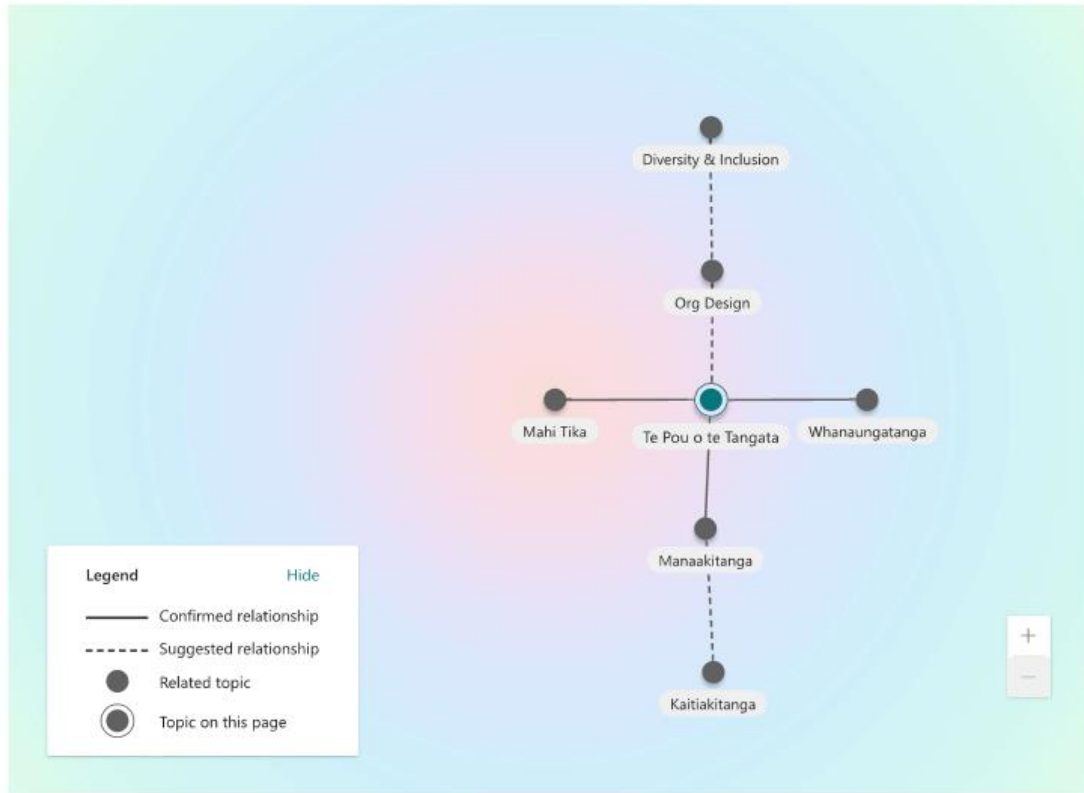 Diversity & Inclusion
Org Design
Mahi Tika
Te Pou o te Tangata
Whanaungatanga
Manaakitanga
Kaitiakitanga
Legend
Hide
Confirmed relationship
Suggested relationship
Related topic
Topic on this page
+
−